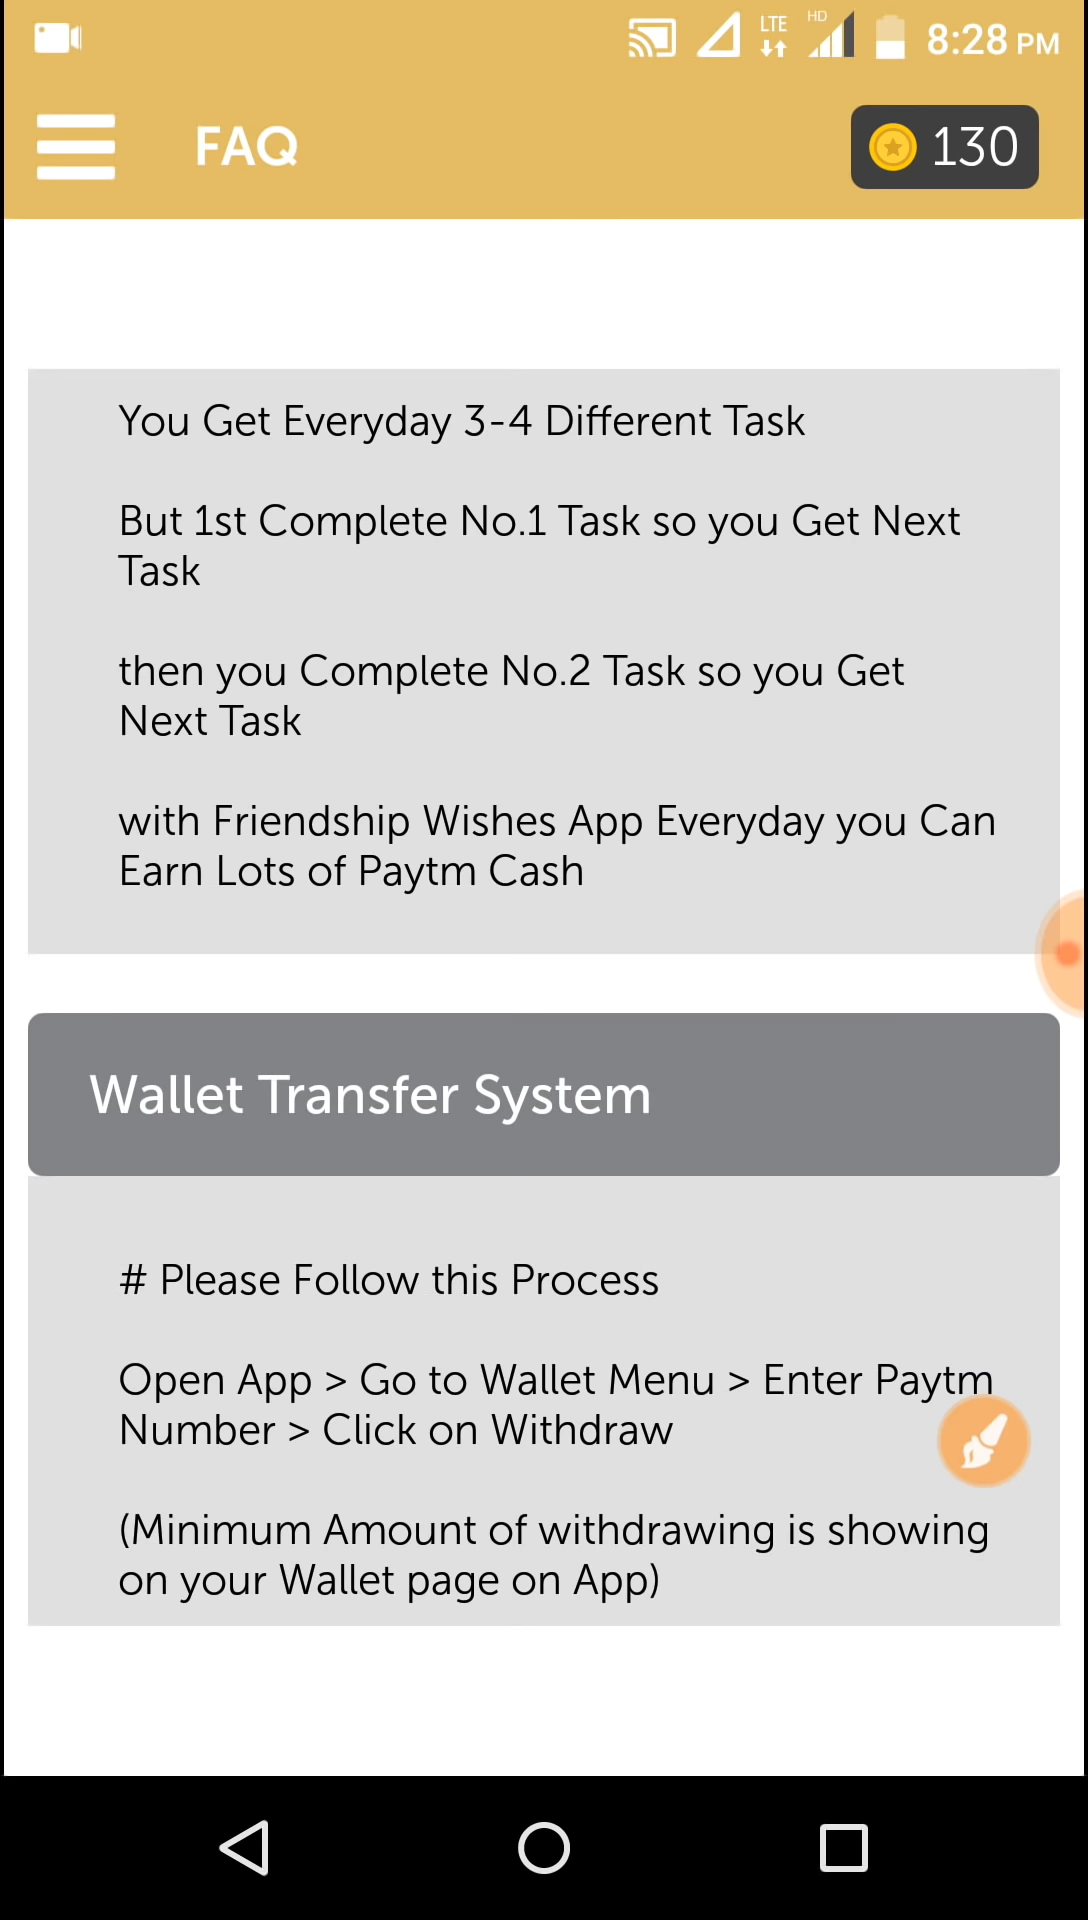 LTE HD 8:28 PM
FAQ 130
You Get Everyday 3-4 Different Task
But 1st Complete No.1 Task so you Get Next
Task
then you Complete No.2 Task so you Get
Next Task
with Friendship Wishes App Everyday you Can
Earn Lots of Paytm Cash
Wallet Transfer System
# Please Follow this Process
Open App > Go to Wallet Menu > Enter Paytm
Number > Click on Withdraw
(Minimum Amount of withdrawing is showing
on your Wallet page on App)